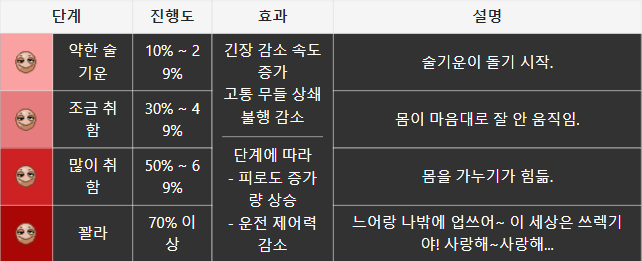 단계 진행도 효과 설명
약한 술
기운
10% ~ 2
9%
긴장 감소 속도
증가
고통 무들 상쇄
불행 감소
단계에 따라
- 피로도 증가
량 상승
- 운전 제어력
감소
술기운이 돌기 시작.
조금 취
함
30% ~ 4
9%
몸이 마음대로 잘 안 움직임.
많이 취
함
50% ~ 6
9%
몸을 가누기가 힘듦.
꽐라
70% 이
상
느어랑 나밖에 업쓰어~ 이 세상은 쓰렉기
야! 사랑해~사랑해...